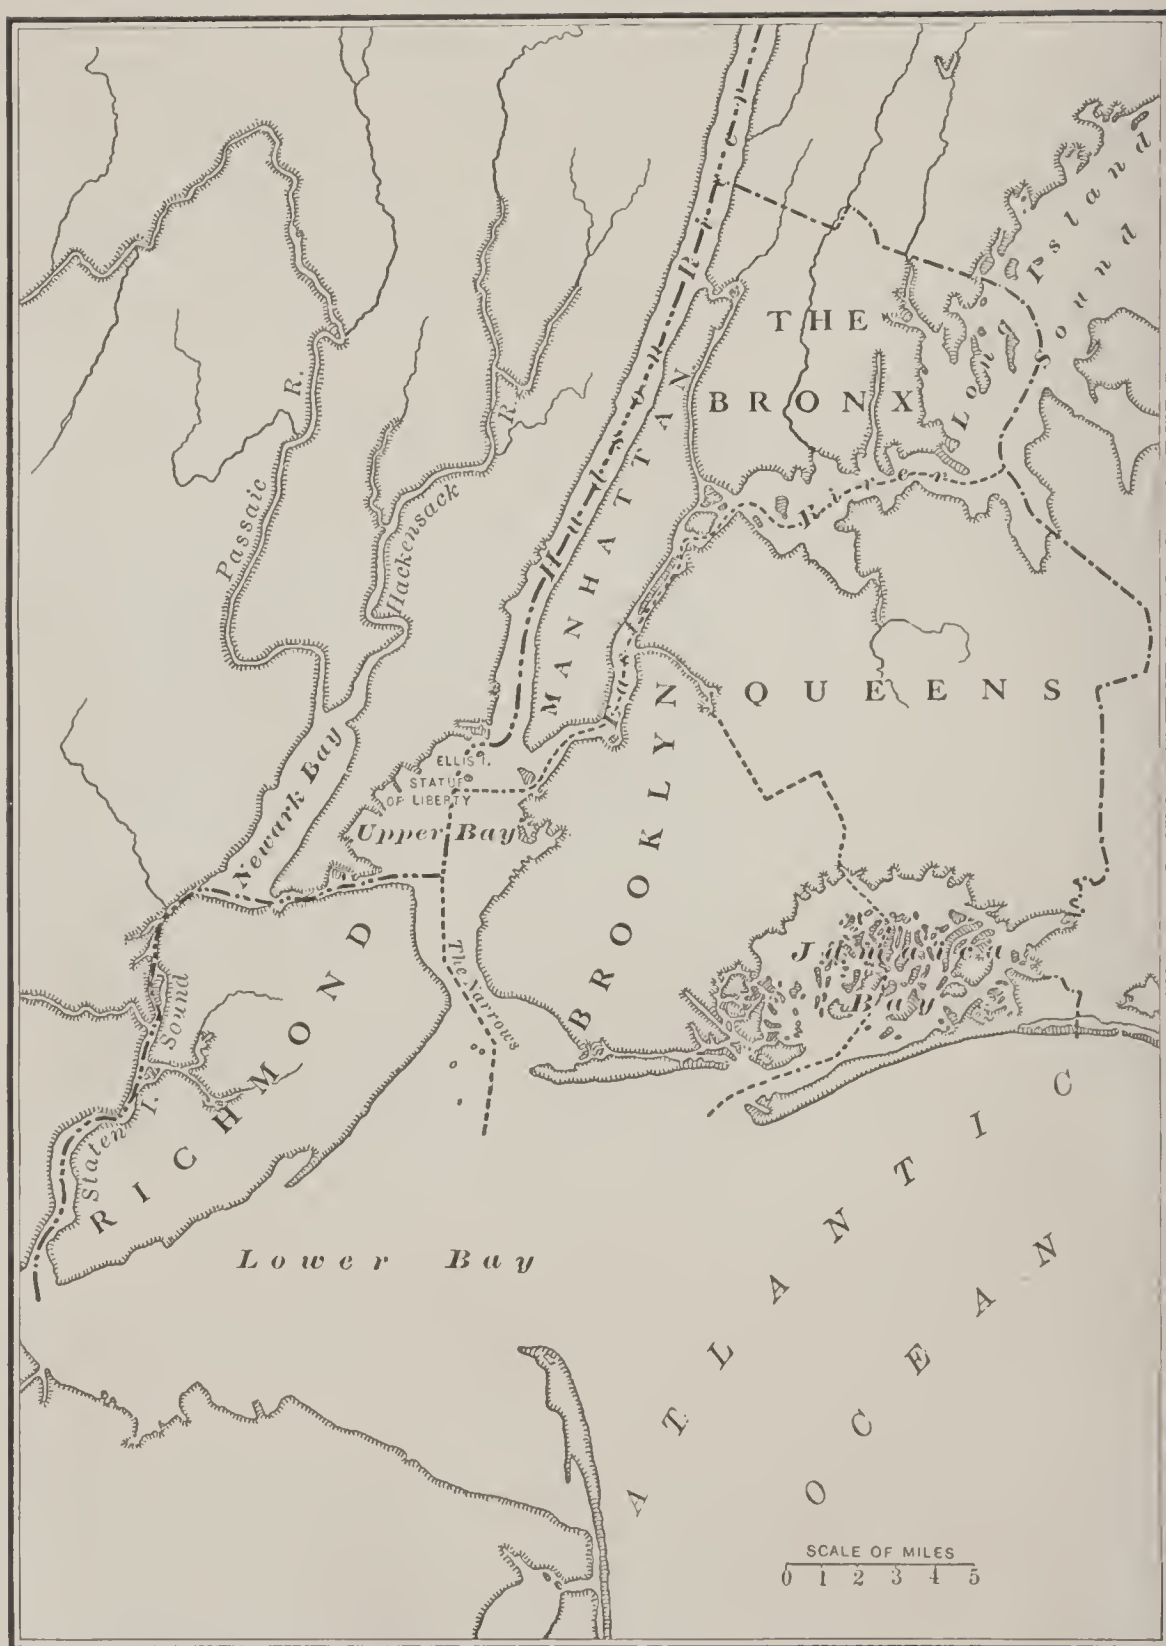 Hudson River
Long Island
Sound
THE
BRONX
Passaic R.
Hackensack R.
MANHATTAN
East River
QUEENS
BROOKLYN
Newark Bay
ELLIS I.
STATUE
OF LIBERTY
Upper Bay
The Narrows
Jamaica
Bay
Staten I. Sound
RICHMOND
Lower Bay
ATLANTIC
OCEAN
SCALE OF MILES
0 1 2 3 4 5